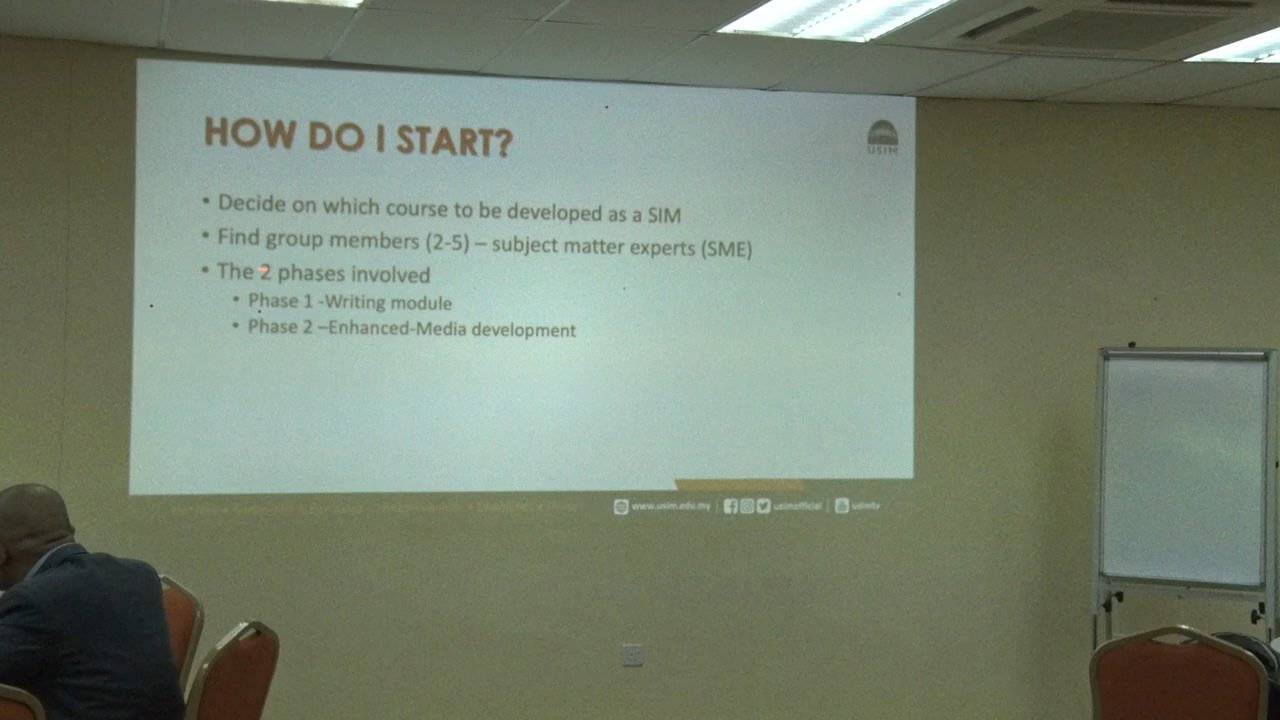 HOW DO I START?
USIM
• Decide on which course to be developed as a SIM
• Find group members (2-5) – subject matter experts (SME)
• The 2 phases involved
• Phase 1 -Writing module
• Phase 2 –Enhanced-Media development
www.usim.edu.my | usimofficial | usimtv